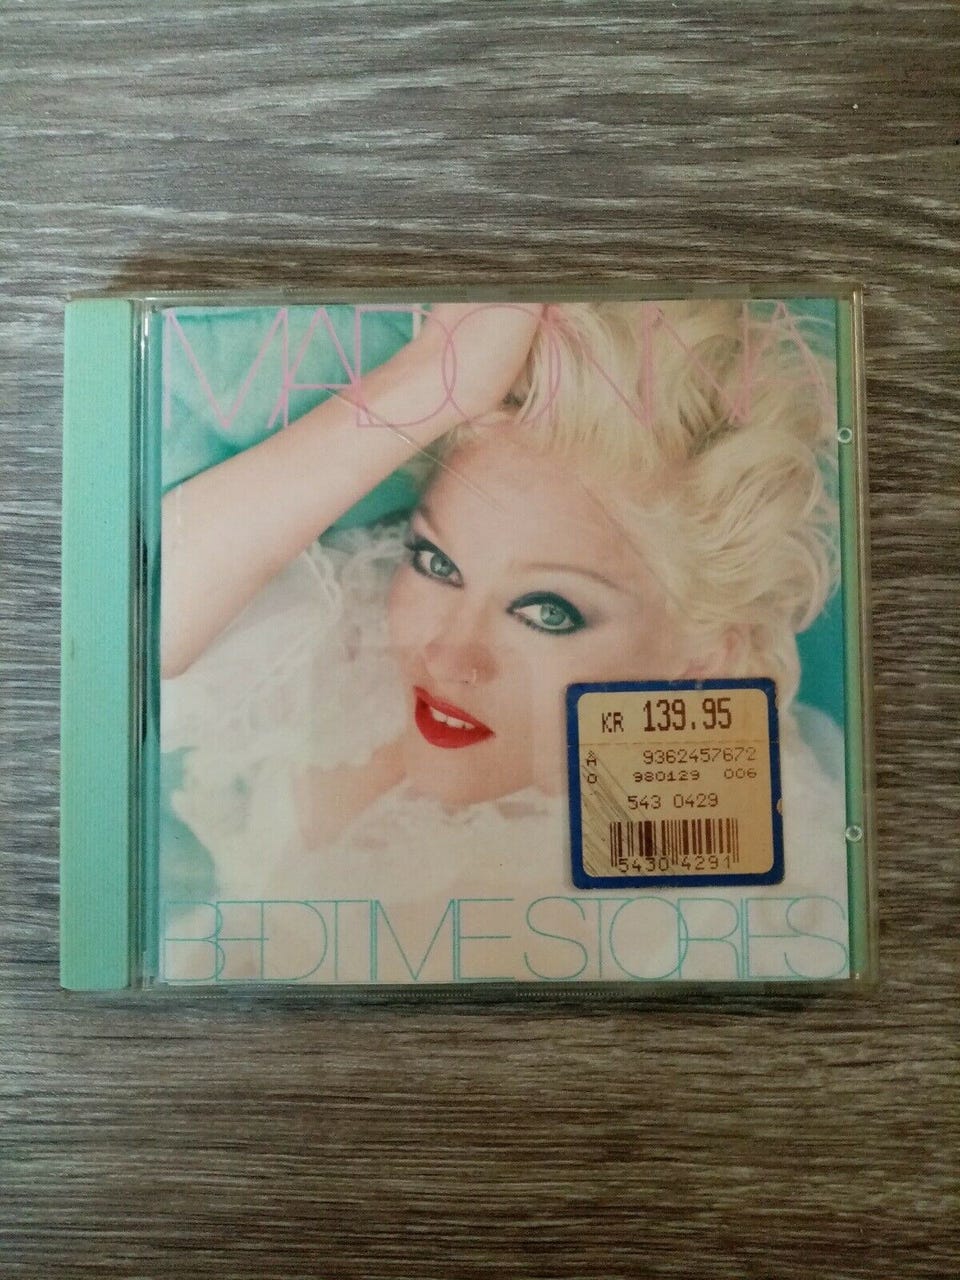 MADONNA
KR 139.95
Å 9362457672
O 980129 006
543 0429
5430 4291
BEDTIME STORIES